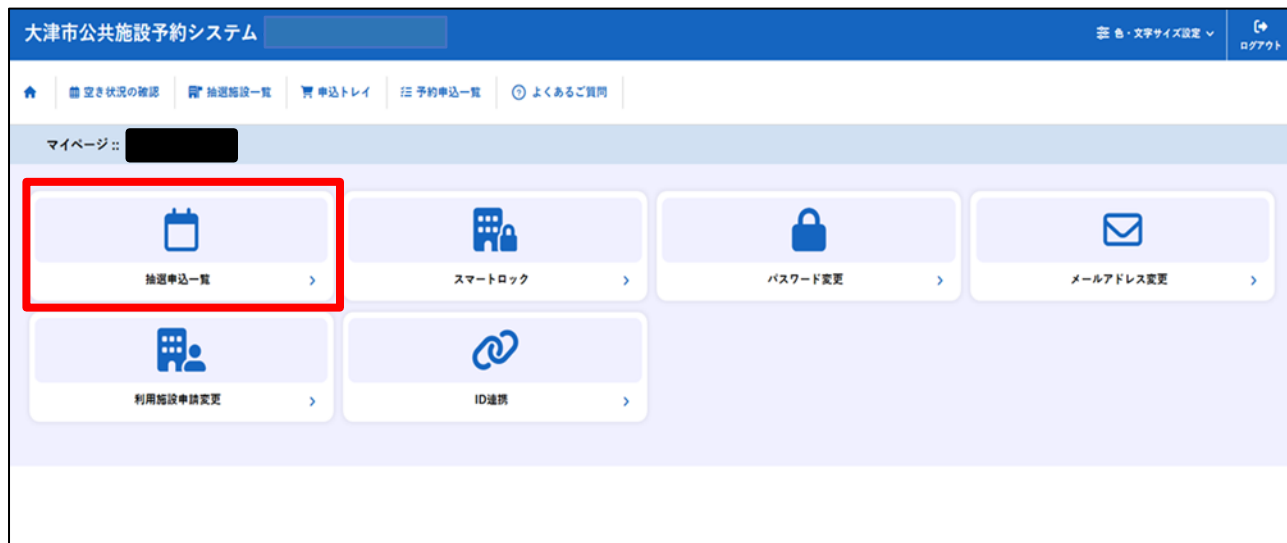 大津市公共施設予約システム
色・文字サイズ設定
ログアウト
空き状況の確認
抽選施設一覧
申込トレイ
予約申込一覧
よくあるご質問
マイページ ::
抽選申込一覧
スマートロック
パスワード変更
メールアドレス変更
利用施設申請変更
ID連携